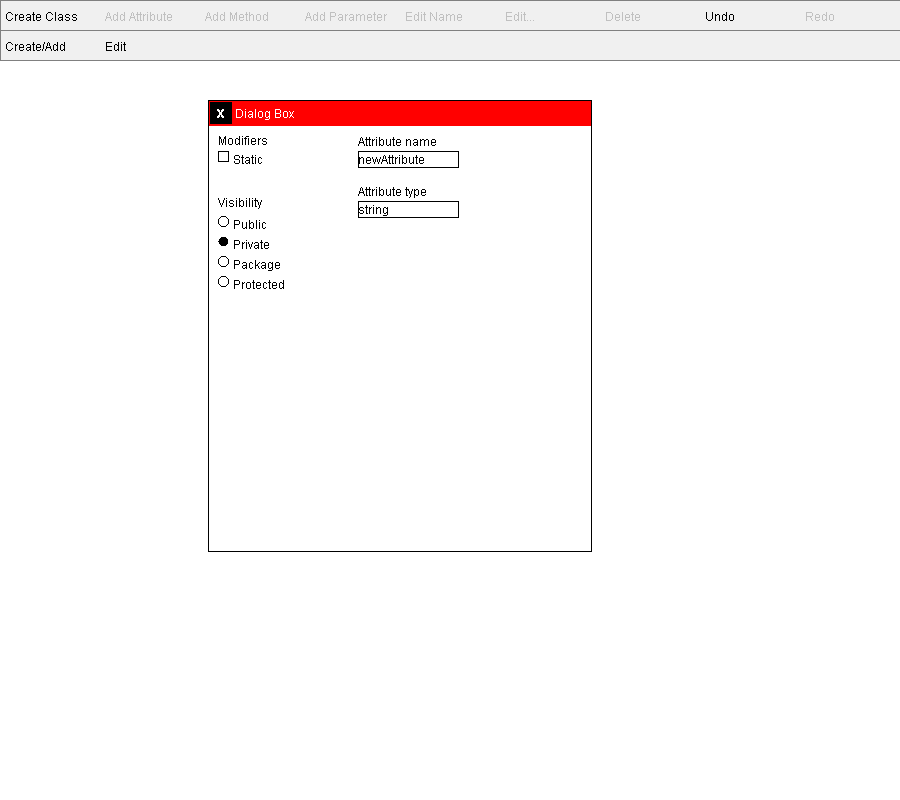 Create Class Add Attribute Add Method Add Parameter Edit Name Edit... Delete Undo Redo
Create/Add Edit
X Dialog Box
Modifiers
Static
Visibility
Public
Private
Package
Protected
Attribute name
newAttribute
Attribute type
string